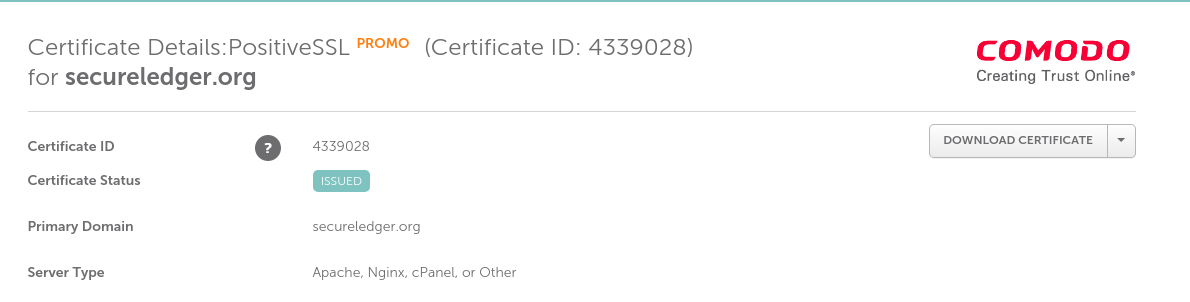 Certificate Details:PositiveSSL PROMO (Certificate ID: 4339028)
for secureledger.org
COMODO
Creating Trust Online®
Certificate ID ? 4339028
DOWNLOAD CERTIFICATE
Certificate Status ISSUED
Primary Domain secureledger.org
Server Type Apache, Nginx, cPanel, or Other